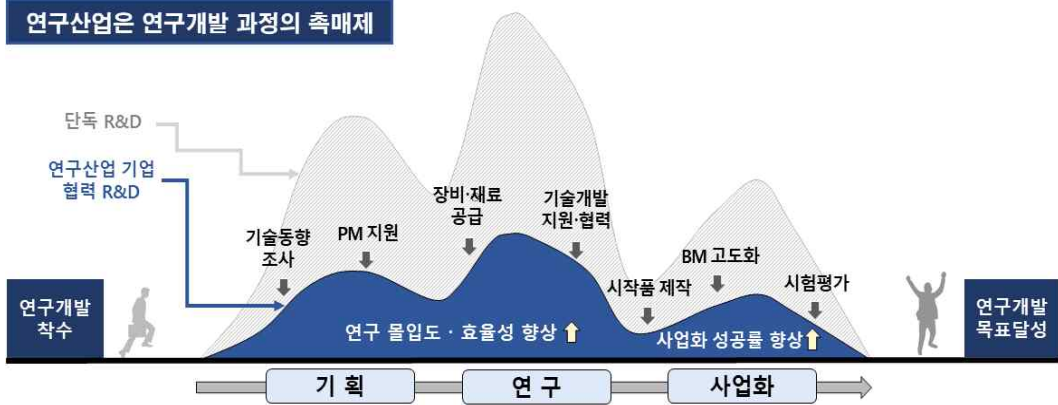 연구산업은 연구개발 과정의 촉매제
단독 R&D
연구산업 기업
협력 R&D
기술동향
조사
PM 지원
장비·재료
공급
기술개발
지원·협력
시작품 제작
BM 고도화
시험평가
연구개발
착수
연구 몰입도 · 효율성 향상
사업화 성공률 향상
연구개발
목표달성
기 획
연 구
사업화